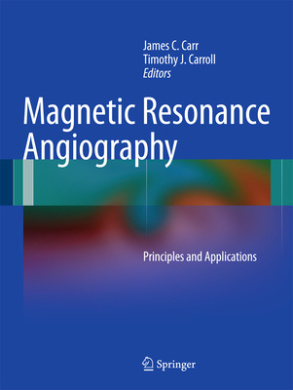 James C. Carr
Timothy J. Carroll
Editors
Magnetic Resonance
Angiography
Principles and Applications
Springer